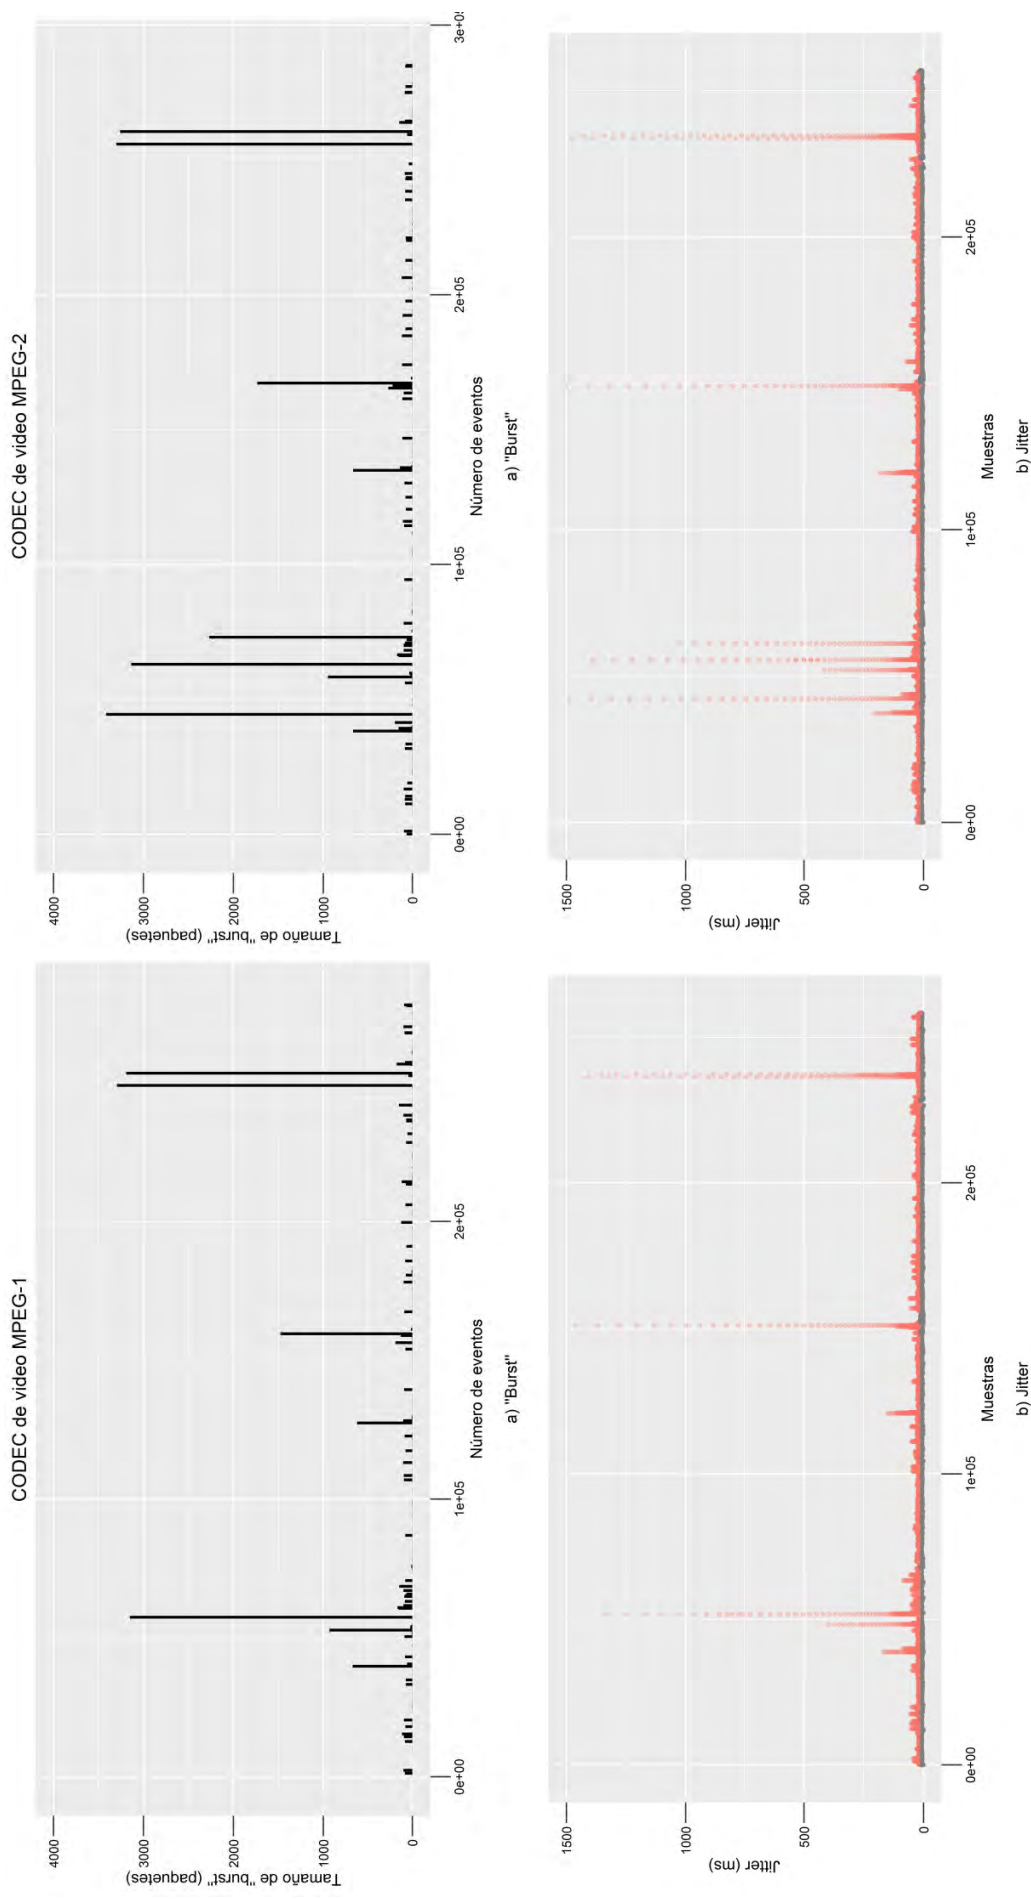 CODEC de video MPEG-1
Tamaño de "burst" (paquetes)
4000
3000
2000
1000
0
0e+00
1e+05
2e+05
Número de eventos
a) "Burst"
CODEC de video MPEG-2
Tamaño de "burst" (paquetes)
4000
3000
2000
1000
0
0e+00
1e+05
2e+05
Número de eventos
a) "Burst"
Jitter (ms)
1500
1000
500
0
0e+00
1e+05
2e+05
Muestras
b) Jitter
Jitter (ms)
1500
1000
500
0
0e+00
1e+05
2e+05
Muestras
b) Jitter